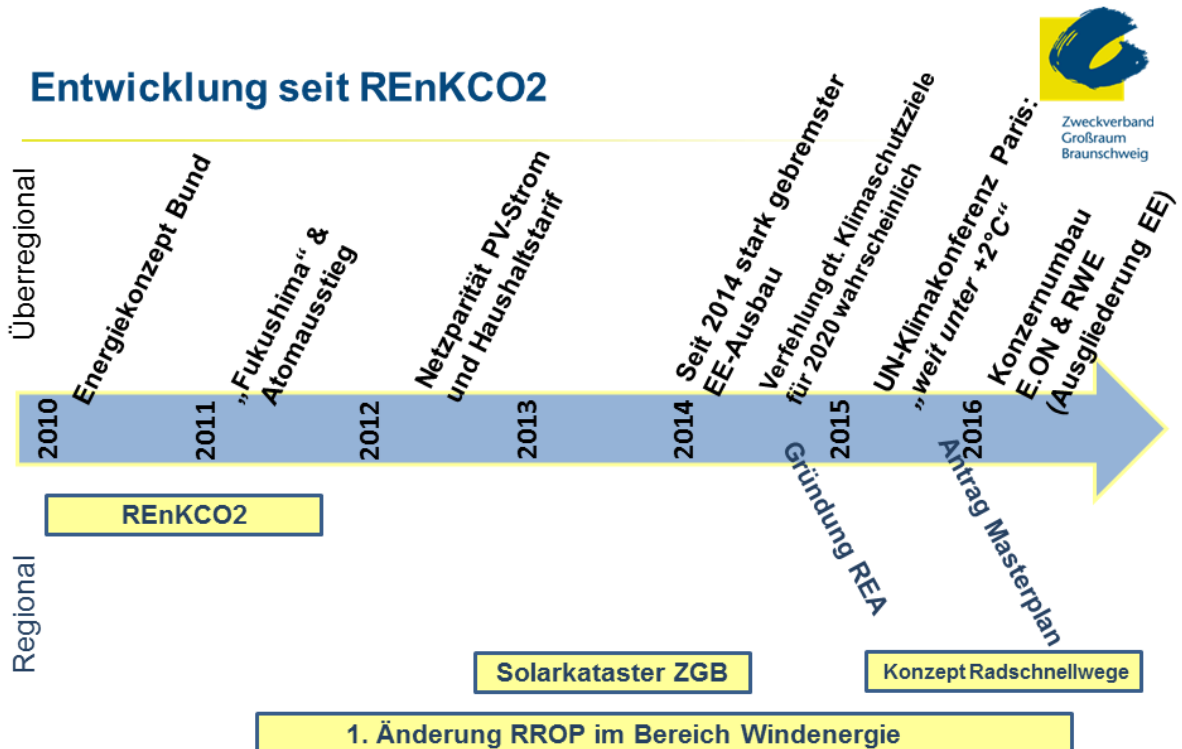 Entwicklung seit REnKCO2
Zweckverband
Großraum
Braunschweig
Überregional
Energiekonzept Bund
„Fukushima“ &
Atomausstieg
Netzparität PV-Strom
und Haushaltstarif
Seit 2014 stark gebremster
EE-Ausbau
Verfehlung dt. Klimaschutzziele
für 2020 wahrscheinlich
UN-Klimakonferenz Paris:
„weit unter +2°C“
Konzernumbau
E.ON & RWE
(Ausgliederung EE)
2010
2011
2012
2013
2014
2015
2016
Regional
REnKCO2
Gründung REA
Antrag Masterplan
Solarkataster ZGB
Konzept Radschnellwege
1. Änderung RROP im Bereich Windenergie